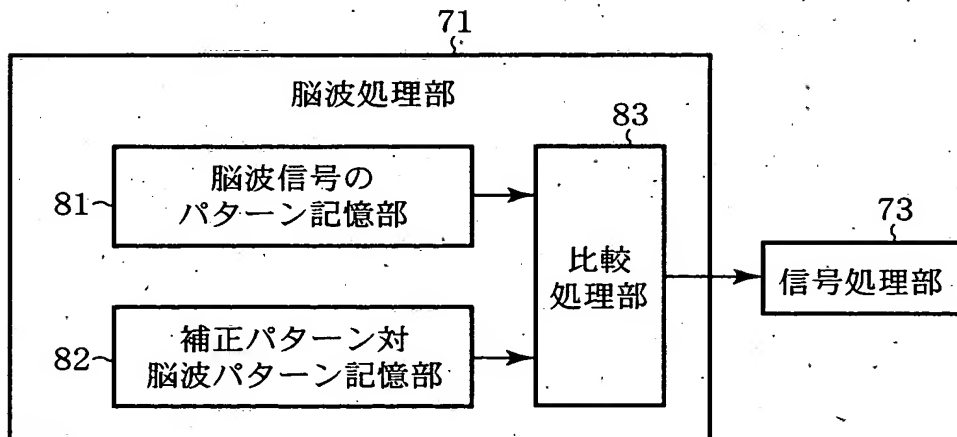 71
脳波処理部
83
脳波信号の
パターン記憶部
81
73
比較
処理部
信号処理部
補正パターン対
脳波パターン記憶部
82